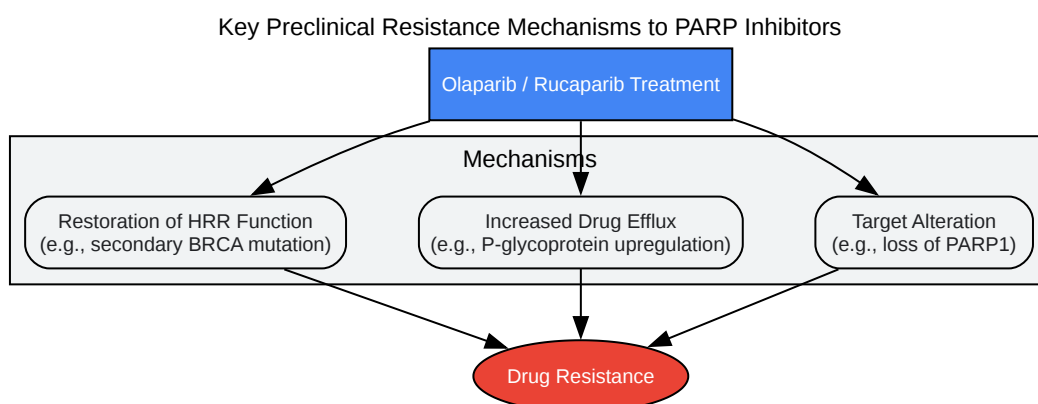 Key Preclinical Resistance Mechanisms to PARP Inhibitors
Olaparib / Rucaparib Treatment
Mechanisms
Restoration of HRR Function
(e.g., secondary BRCA mutation)
Increased Drug Efflux
(e.g., P-glycoprotein upregulation)
Target Alteration
(e.g., loss of PARP1)
Drug Resistance